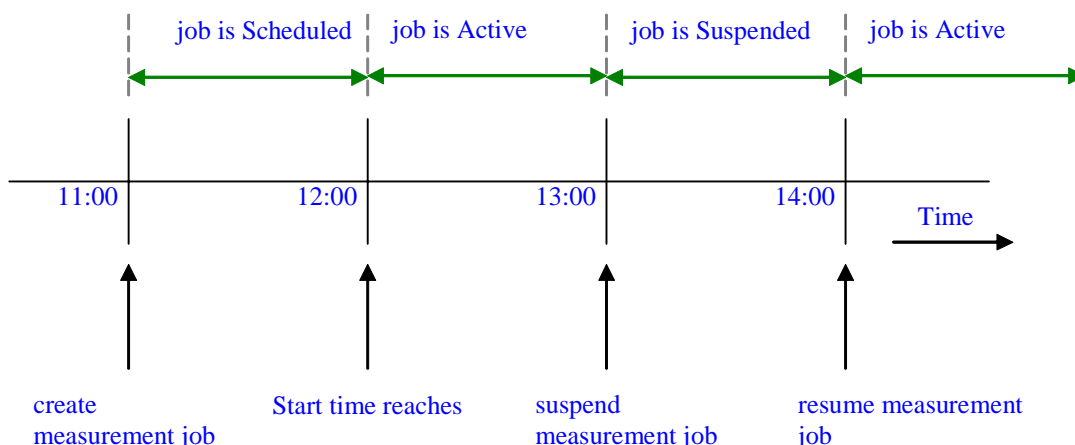 job is Scheduled
job is Active
job is Suspended
job is Active
11:00
12:00
13:00
14:00
Time
create
measurement job
Start time reaches
suspend
measurement job
resume measurement
job